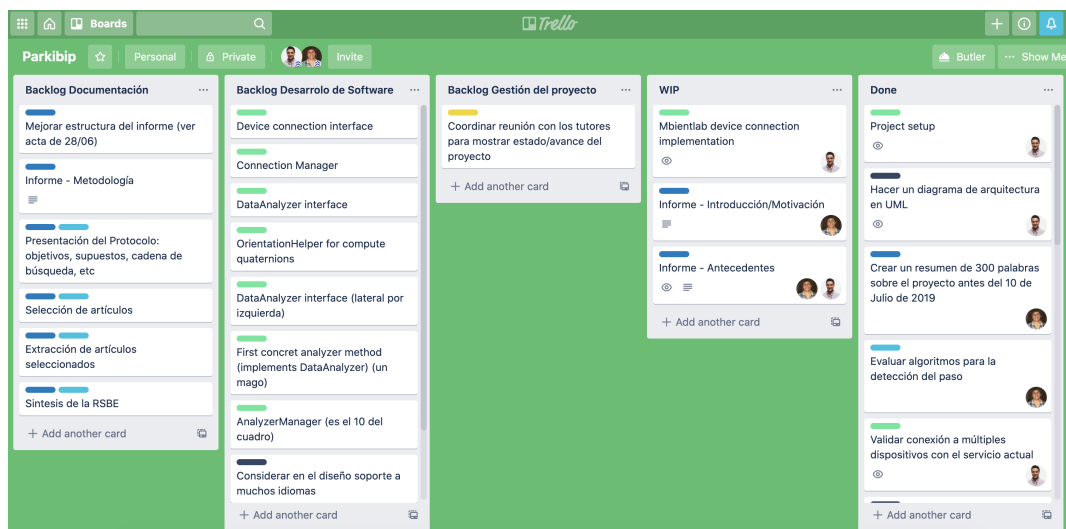 Boards
Trello
Parkibip
Personal
Private
Invite
Butler
Show Me
Backlog Documentación
Mejorar estructura del informe (ver
acta de 28/06)
Informe - Metodología
Presentación del Protocolo:
objetivos, supuestos, cadena de
búsqueda, etc
Selección de artículos
Extracción de artículos
seleccionados
Sintesis de la RSBE
+ Add another card
Backlog Desarrolo de Software
Device connection interface
Connection Manager
DataAnalyzer interface
OrientationHelper for compute
quaternions
DataAnalyzer interface (lateral por
izquierda)
First concret analyzer method
(implements DataAnalyzer) (un
mago)
AnalyzerManager (es el 10 del
cuadro)
Considerar en el diseño soporte a
muchos idiomas
+ Add another card
Backlog Gestión del proyecto
Coordinar reunión con los tutores
para mostrar estado/avance del
proyecto
+ Add another card
WIP
Mbientlab device connection
implementation
Informe - Introducción/Motivación
Informe - Antecedentes
+ Add another card
Done
Project setup
Hacer un diagrama de arquitectura
en UML
Crear un resumen de 300 palabras
sobre el proyecto antes del 10 de
Julio de 2019
Evaluar algoritmos para la
detección del paso
Validar conexión a múltiples
dispositivos con el servicio actual
+ Add another card